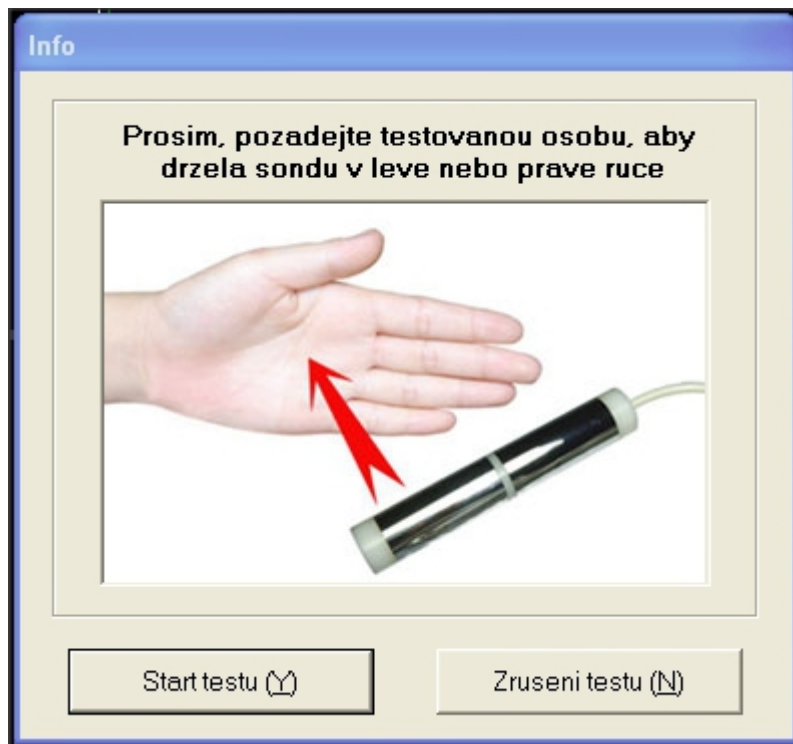 Info
Prosim, pozadejte testovanou osobu, aby
drzela sondu v leve nebo prave ruce
Start testu (Y)
Zruseni testu (N)